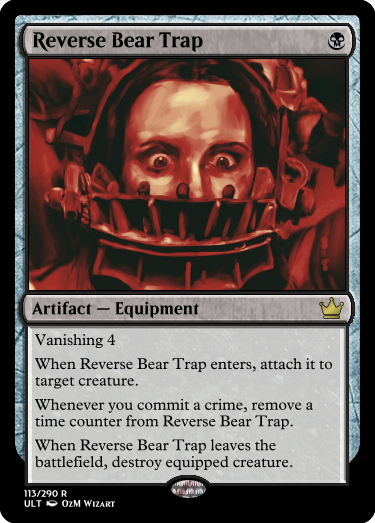 Reverse Bear Trap
Artifact — Equipment
Vanishing 4
When Reverse Bear Trap enters, attach it to
target creature.
Whenever you commit a crime, remove a
time counter from Reverse Bear Trap.
When Reverse Bear Trap leaves the
battlefield, destroy equipped creature.
113/290 R
ULT OzM Wizart